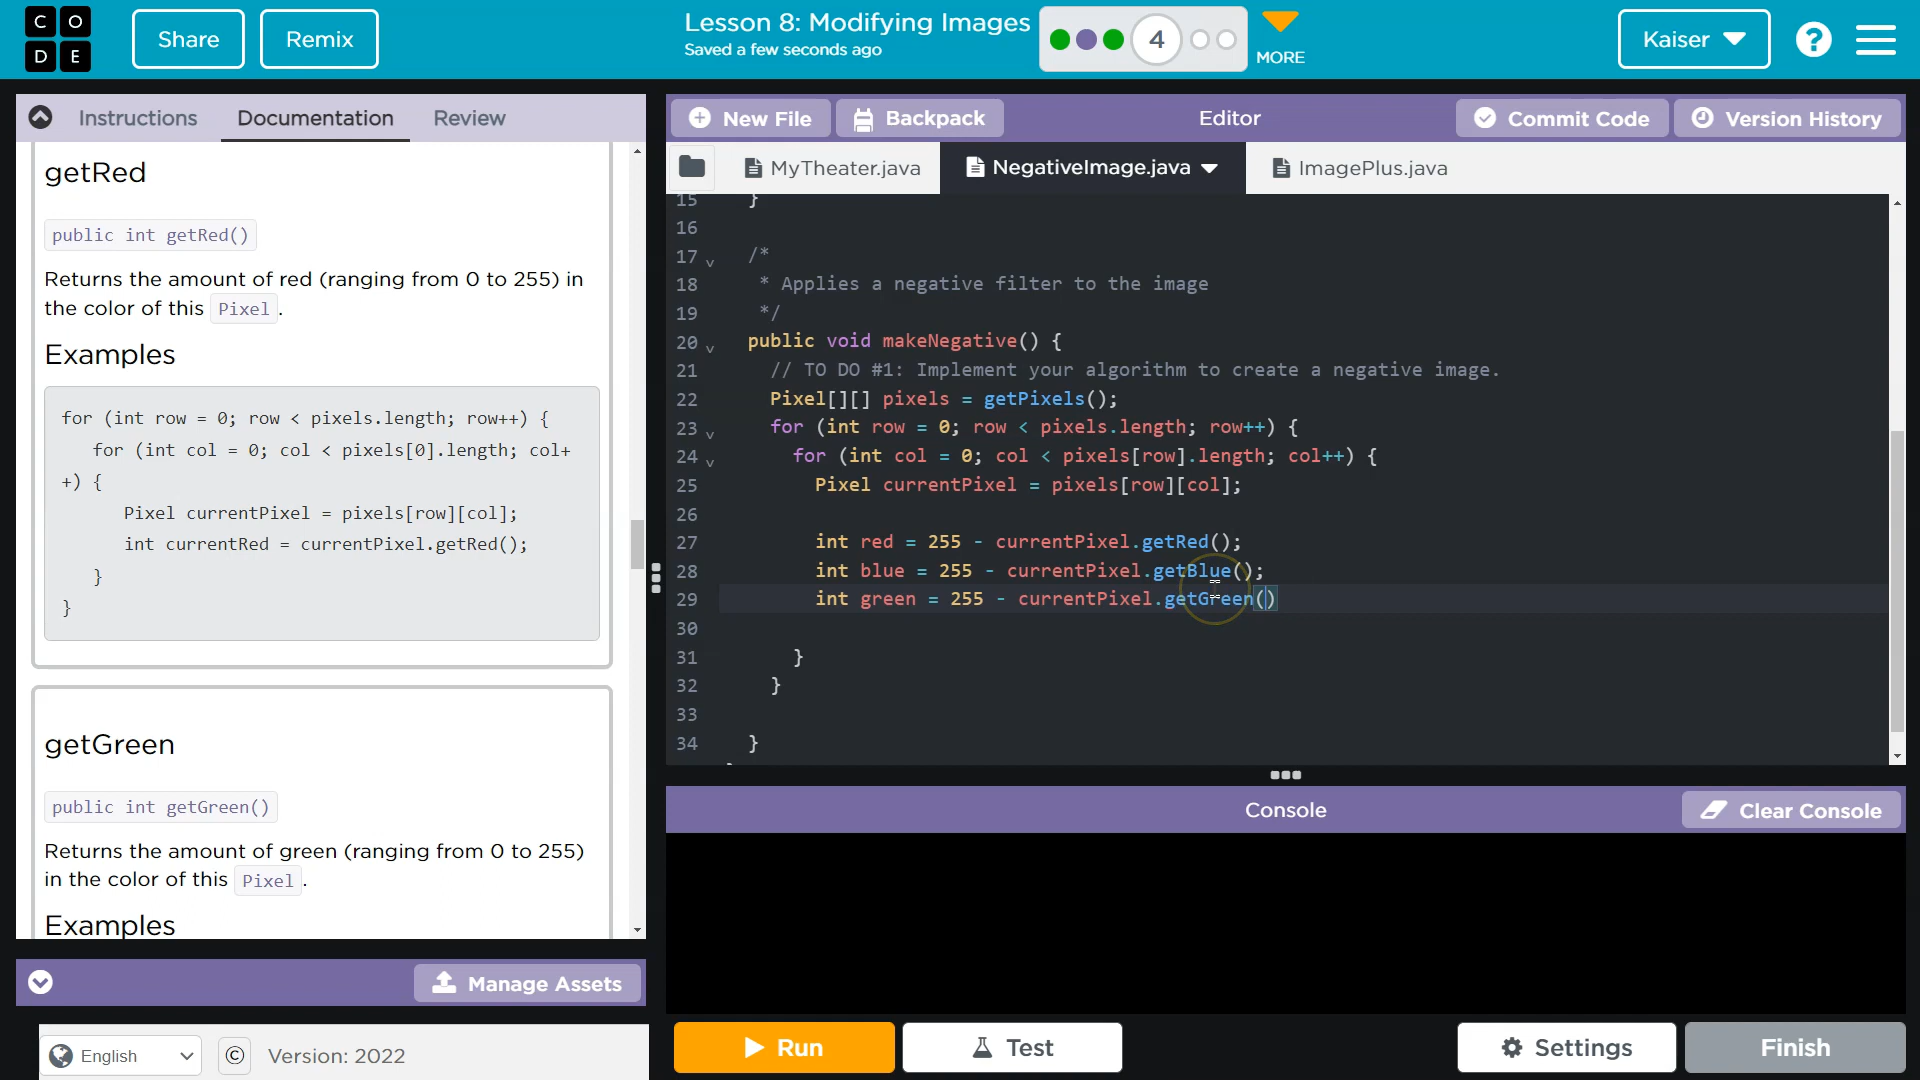 C O
D E
Share
Remix
Lesson 8: Modifying Images
Saved a few seconds ago
4
MORE
Kaiser
?
Instructions
Documentation
Review
New File
Backpack
Editor
Commit Code
Version History
MyTheater.java
NegativeImage.java
ImagePlus.java
getRed
public int getRed()
Returns the amount of red (ranging from 0 to 255) in
the color of this Pixel.
Examples
for (int row = 0; row < pixels.length; row++) {
for (int col = 0; col < pixels[0].length; col+
+) {
Pixel currentPixel = pixels[row][col];
int currentRed = currentPixel.getRed();
}
}
getGreen
public int getGreen()
Returns the amount of green (ranging from 0 to 255)
in the color of this Pixel.
Examples
15 }
16
17 /*
18 * Applies a negative filter to the image
19 */
20 public void makeNegative() {
21 // TO DO #1: Implement your algorithm to create a negative image.
22 Pixel[][] pixels = getPixels();
23 for (int row = 0; row < pixels.length; row++) {
24 for (int col = 0; col < pixels[row].length; col++) {
25 Pixel currentPixel = pixels[row][col];
26
27 int red = 255 - currentPixel.getRed();
28 int blue = 255 - currentPixel.getBlue();
29 int green = 255 - currentPixel.getGreen()
30
31 }
32 }
33
34 }
Console
Clear Console
Manage Assets
English
©
Version: 2022
Run
Test
Settings
Finish